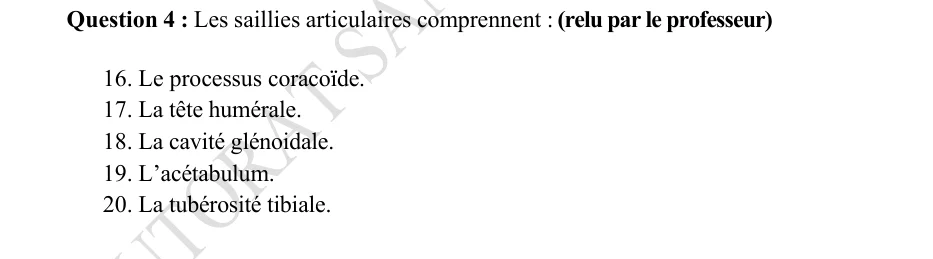 Question 4 : Les saillies articulaires comprennent : (relu par le professeur)
16. Le processus coracoïde.
17. La tête humérale.
18. La cavité glénoidale.
19. L’acétabulum.
20. La tubérosité tibiale.